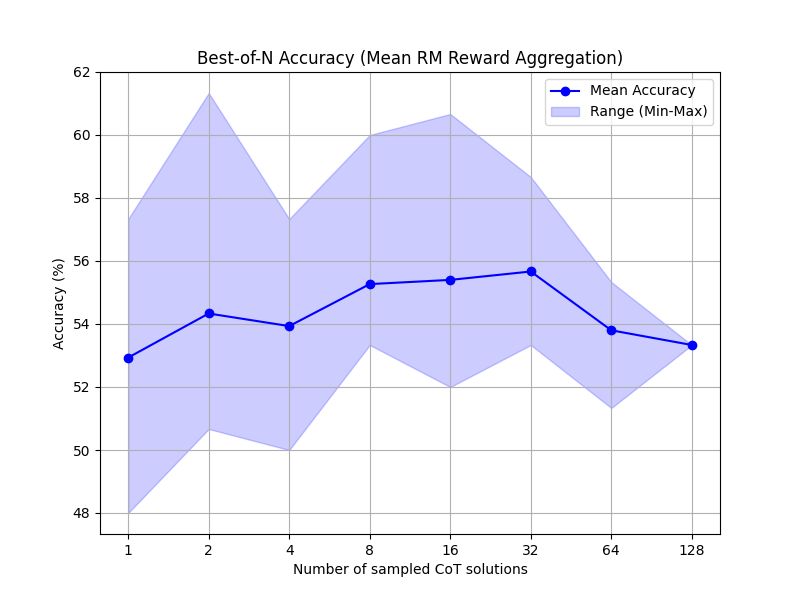 Best-of-N Accuracy (Mean RM Reward Aggregation)
Mean Accuracy
Range (Min-Max)
62
60
58
56
54
52
50
48
Accuracy (%)
1 2 4 8 16 32 64 128
Number of sampled CoT solutions